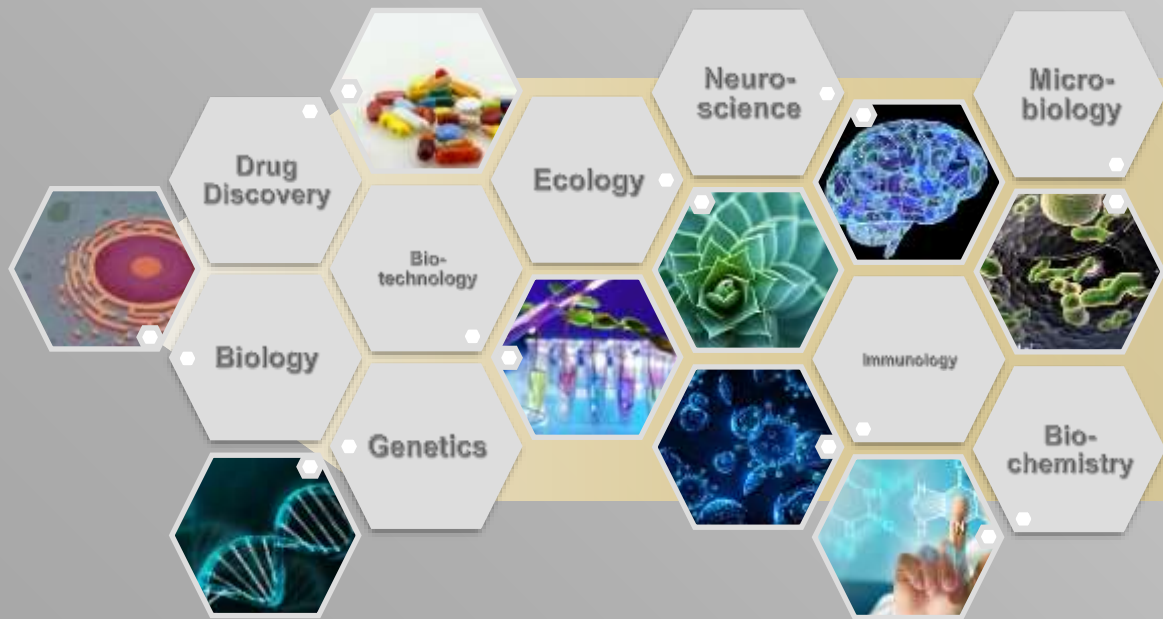 Drug
Discovery
Biology
Bio-
technology
Genetics
Ecology
Neuro-
science
Immunology
Micro-
biology
Bio-
chemistry